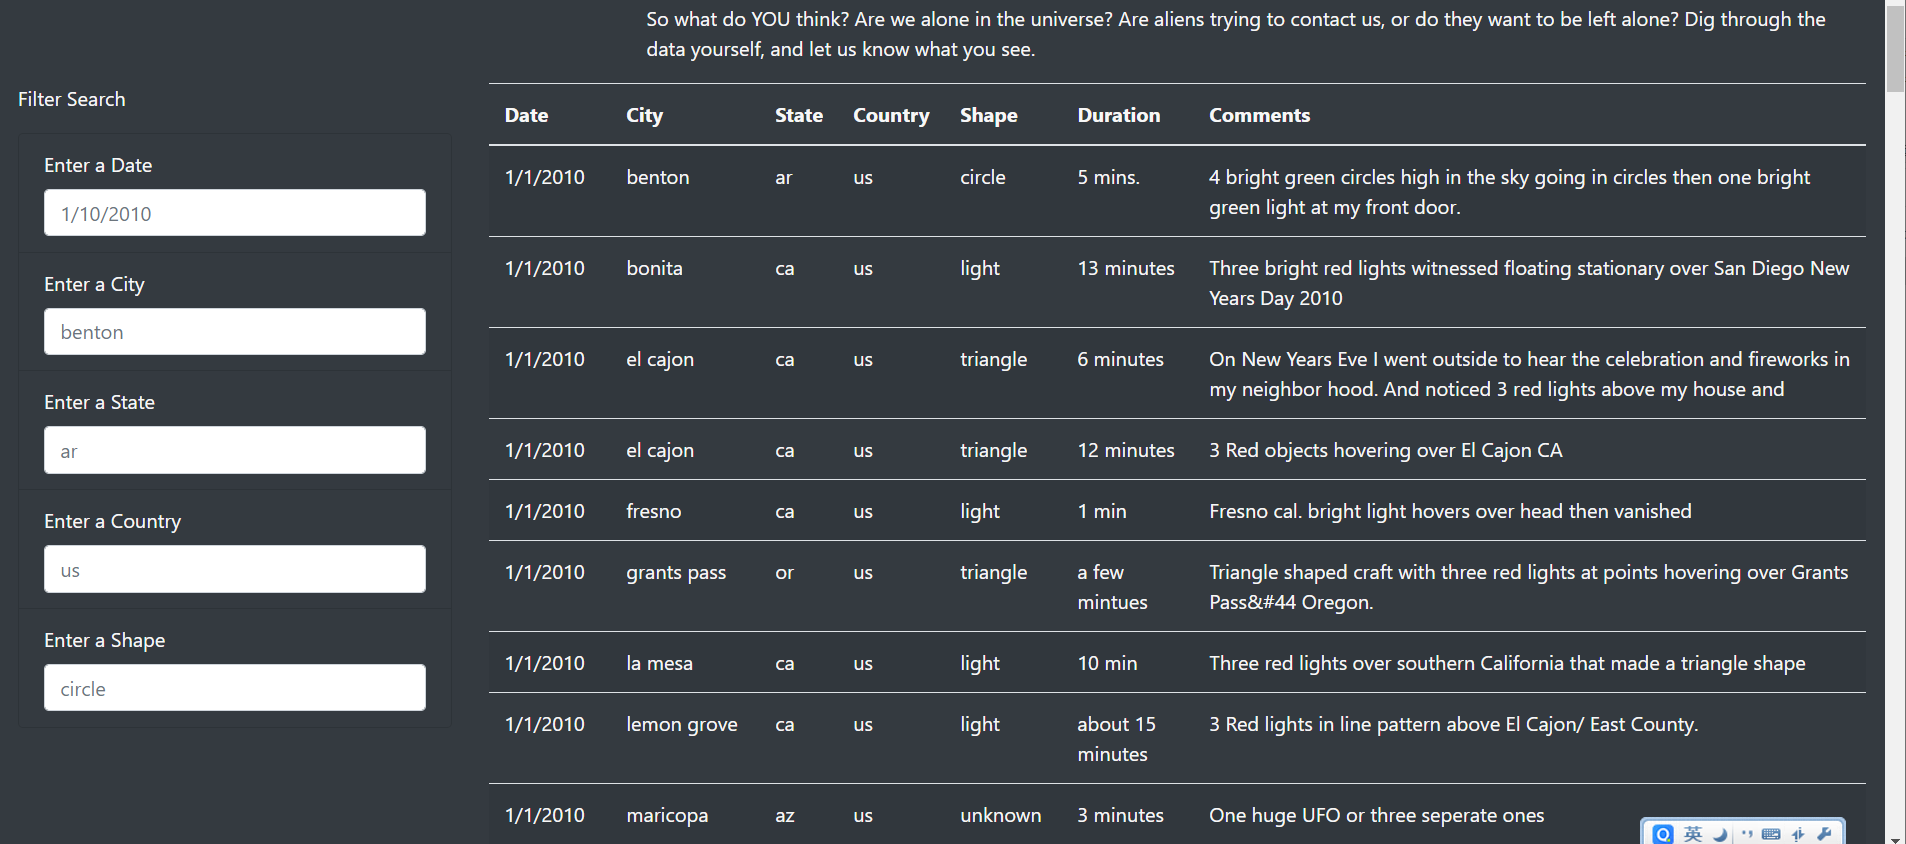 So what do YOU think? Are we alone in the universe? Are aliens trying to contact us, or do they want to be left alone? Dig through the
data yourself, and let us know what you see.
Filter Search
Enter a Date
1/10/2010
Enter a City
benton
Enter a State
ar
Enter a Country
us
Enter a Shape
circle
Date City State Country Shape Duration Comments
1/1/2010 benton ar us circle 5 mins. 4 bright green circles high in the sky going in circles then one bright
green light at my front door.
1/1/2010 bonita ca us light 13 minutes Three bright red lights witnessed floating stationary over San Diego New
Years Day 2010
1/1/2010 el cajon ca us triangle 6 minutes On New Years Eve I went outside to hear the celebration and fireworks in
my neighbor hood. And noticed 3 red lights above my house and
1/1/2010 el cajon ca us triangle 12 minutes 3 Red objects hovering over El Cajon CA
1/1/2010 fresno ca us light 1 min Fresno cal. bright light hovers over head then vanished
1/1/2010 grants pass or us triangle a few Triangle shaped craft with three red lights at points hovering over Grants
mintues Pass&#44 Oregon.
1/1/2010 la mesa ca us light 10 min Three red lights over southern California that made a triangle shape
1/1/2010 lemon grove ca us light about 15 3 Red lights in line pattern above El Cajon/ East County.
minutes
1/1/2010 maricopa az us unknown 3 minutes One huge UFO or three seperate ones
英